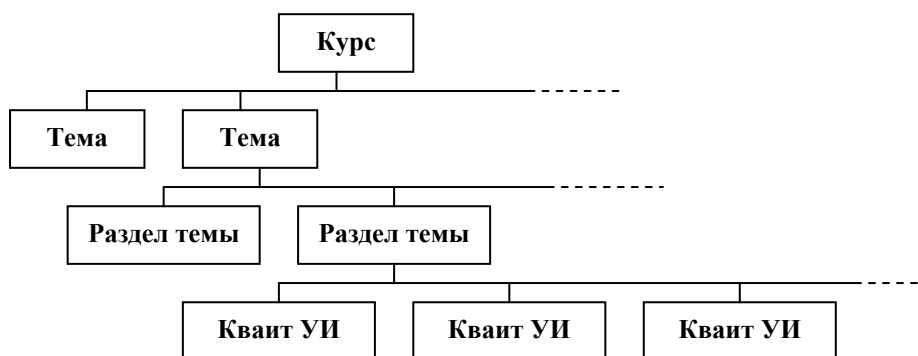 Курс
Тема Тема
Раздел темы Раздел темы
Кваит УИ Кваит УИ Кваит УИ